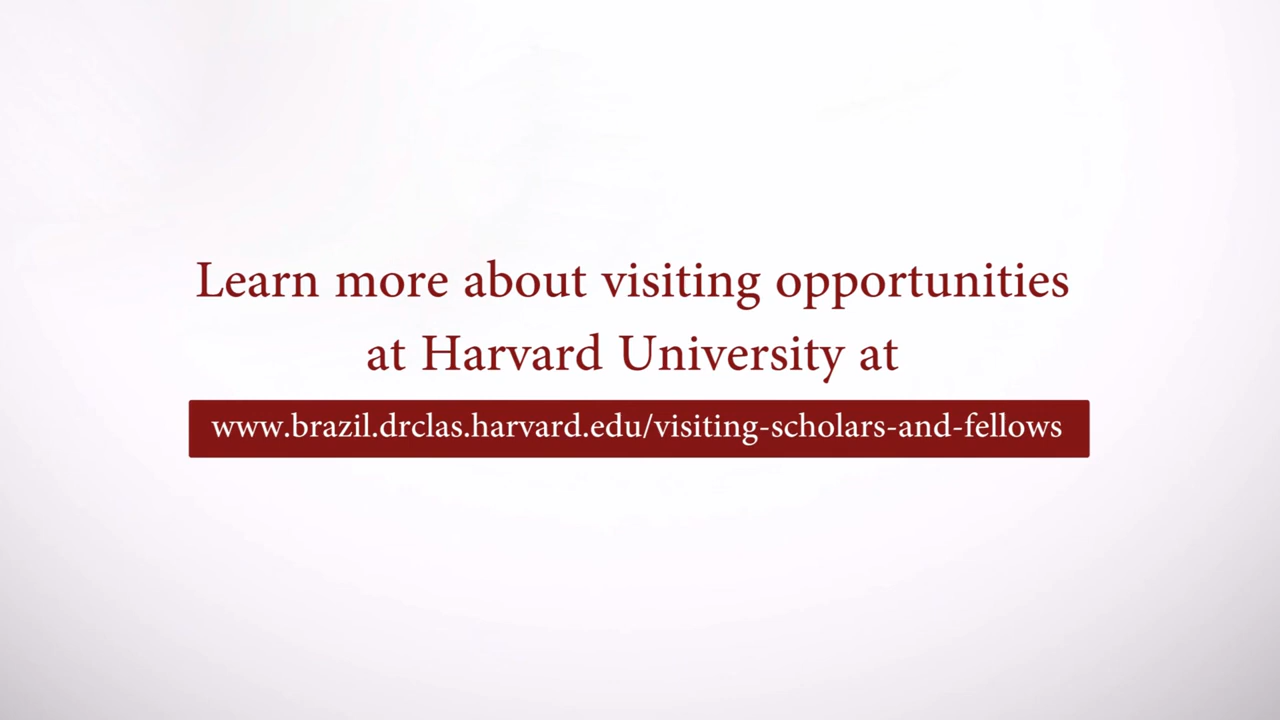 Learn more about visiting opportunities
at Harvard University at
www.brazil.drclas.harvard.edu/visiting-scholars-and-fellows